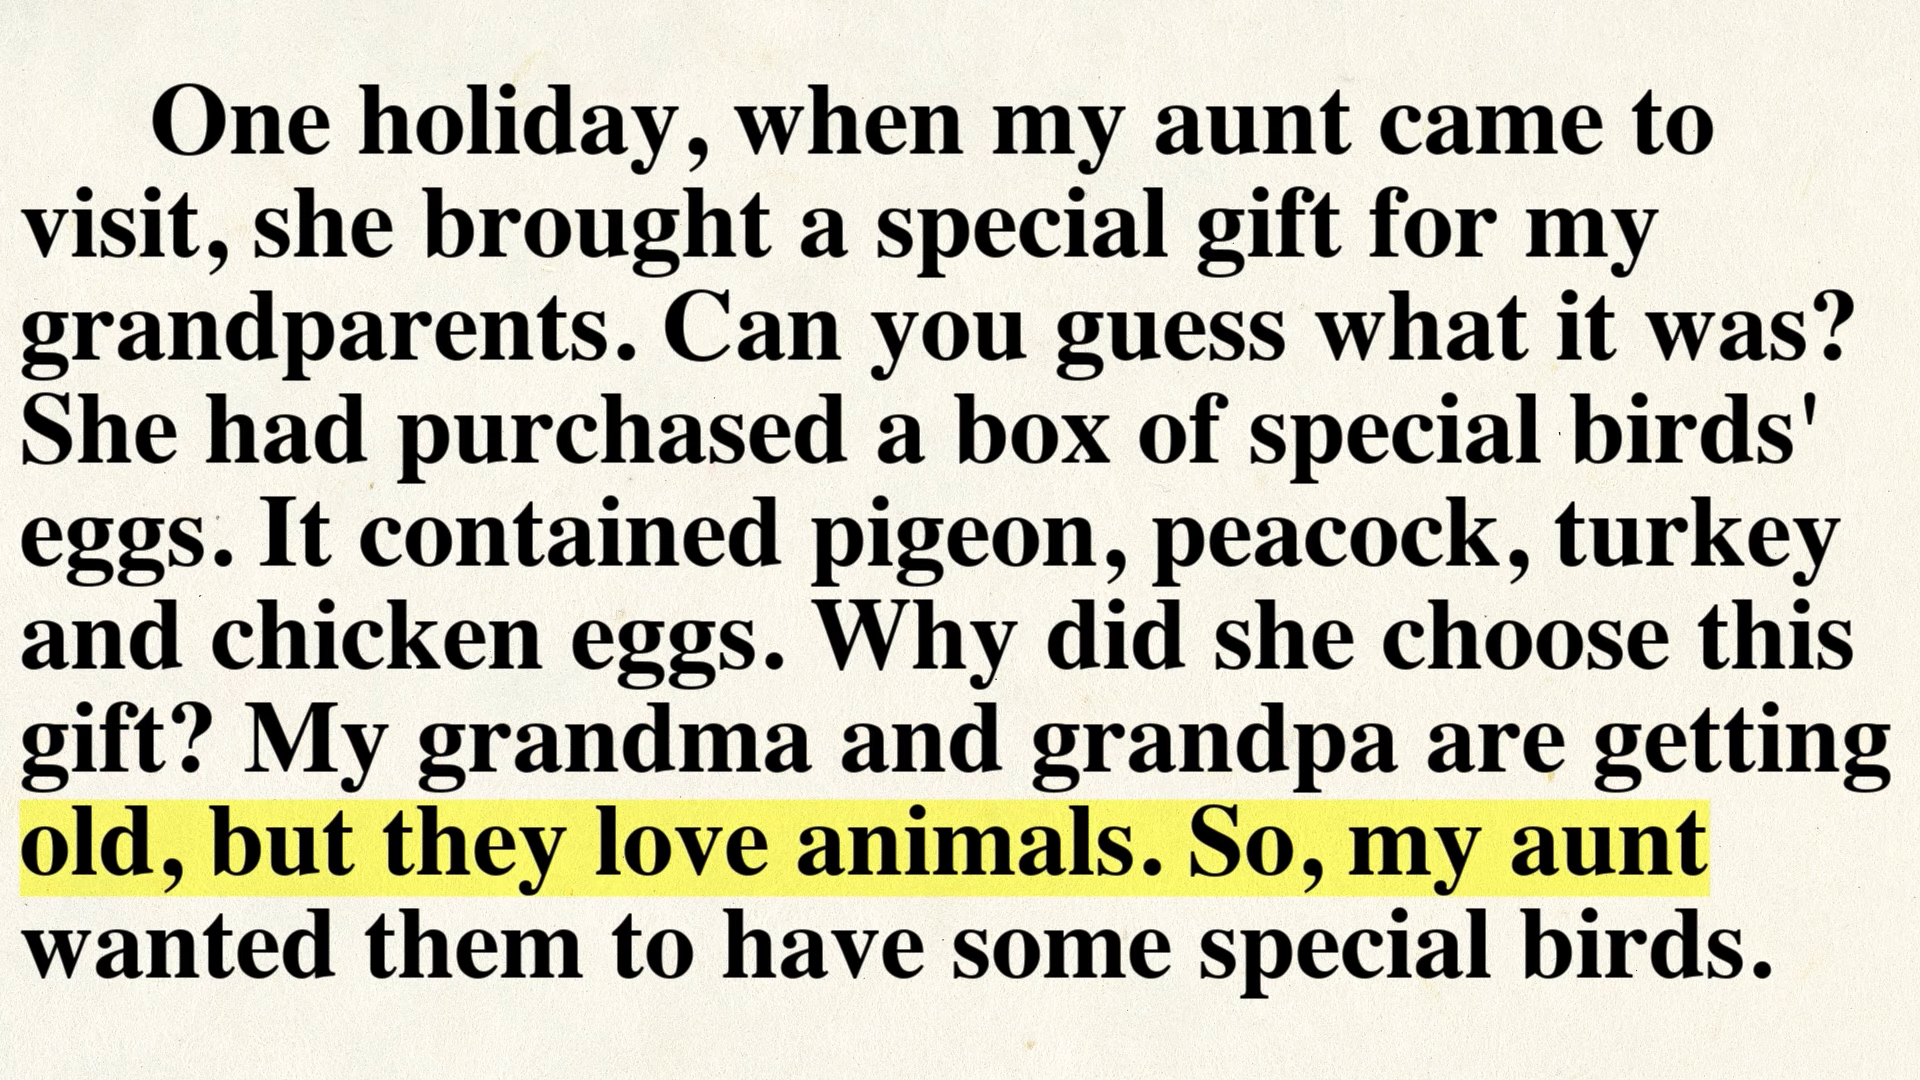 One holiday, when my aunt came to
visit, she brought a special gift for my
grandparents. Can you guess what it was?
She had purchased a box of special birds'
eggs. It contained pigeon, peacock, turkey
and chicken eggs. Why did she choose this
gift? My grandma and grandpa are getting
old, but they love animals. So, my aunt
wanted them to have some special birds.